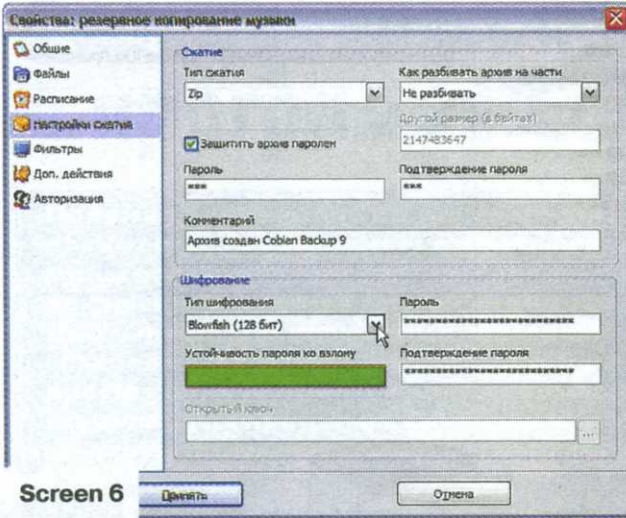 Свойства: резервное копирование музыки
Общие
Файлы
Расписание
Настройки сжатия
Фильтры
Доп. действия
Авторизация
Сжатие
Тип сжатия
Как разбивать архив на части
Zip
Не разбивать
Другой размер (в байтах)
Защитить архив паролем
2147483647
Пароль
Подтверждение пароля
***
***
Комментарий
Архив создан Cobian Backup 9
Шифрование
Тип шифрования
Пароль
Blowfish (128 бит)
Устойчивость пароля ко взлому
Подтверждение пароля
Открытый ключ
...
Screen 6
Принять
Отмена